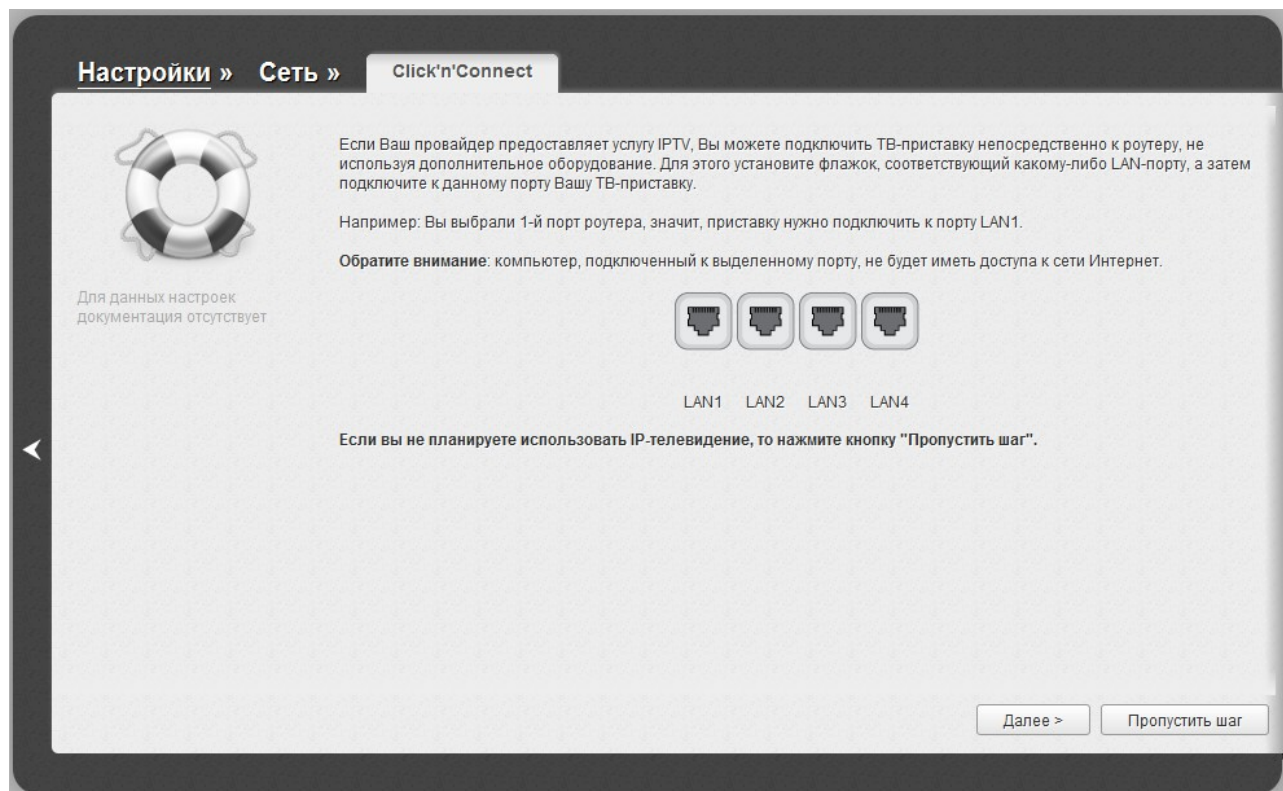 Настройки » Сеть » Click'n'Connect
Если Ваш провайдер предоставляет услугу IPTV, Вы можете подключить ТВ-приставку непосредственно к роутеру, не
используя дополнительное оборудование. Для этого установите флажок, соответствующий какому-либо LAN-порту, а затем
подключите к данному порту Вашу ТВ-приставку.
Например: Вы выбрали 1-й порт роутера, значит, приставку нужно подключить к порту LAN1.
Обратите внимание: компьютер, подключенный к выделенному порту, не будет иметь доступа к сети Интернет.
Для данных настроек
документация отсутствует
LAN1 LAN2 LAN3 LAN4
Если вы не планируете использовать IP-телевидение, то нажмите кнопку "Пропустить шаг".
Далее > Пропустить шаг